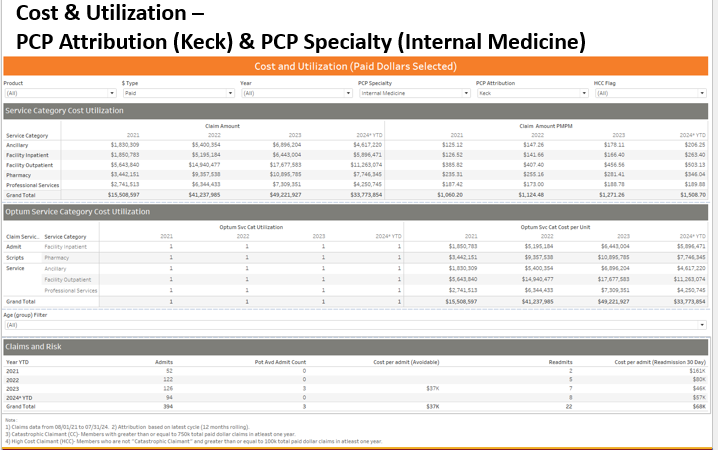 Cost & Utilization –
PCP Attribution (Keck) & PCP Specialty (Internal Medicine)
Cost and Utilization (Paid Dollars Selected)
Product $ Type Year PCP Specialty PCP Attribution HCC Flag
(All) Paid (All) Internal Medicine Keck (All)
Service Category Cost Utilization
Claim Amount Claim Amount PMPM
Service Category 2021 2022 2023 2024* YTD 2021 2022 2023 2024* YTD
Ancillary $1,830,309 $5,400,354 $6,896,204 $4,617,220 $125.12 $147.26 $178.11 $206.25
Facility Inpatient $1,850,783 $5,195,184 $6,443,004 $5,896,471 $126.52 $141.66 $166.40 $263.40
Facility Outpatient $5,643,840 $14,940,477 $17,677,583 $11,263,074 $385.82 $407.40 $456.56 $503.13
Pharmacy $3,442,151 $9,357,538 $10,895,785 $7,746,345 $235.31 $255.16 $281.41 $346.04
Professional Services $2,741,513 $6,344,433 $7,309,351 $4,250,745 $187.42 $173.00 $188.78 $189.88
Grand Total $15,508,597 $41,237,985 $49,221,927 $33,773,854 $1,060.20 $1,124.48 $1,271.26 $1,508.70
Optum Service Category Cost Utilization
Optum Svc Cat Utilization Optum Svc Cat Cost per Unit
Claim Servic.. Service Category 2021 2022 2023 2024* YTD 2021 2022 2023 2024* YTD
Admit Facility Inpatient 1 1 1 1 $1,850,783 $5,195,184 $6,443,004 $5,896,471
Scripts Pharmacy 1 1 1 1 $3,442,151 $9,357,538 $10,895,785 $7,746,345
Service Ancillary 1 1 1 1 $1,830,309 $5,400,354 $6,896,204 $4,617,220
Facility Outpatient 1 1 1 1 $5,643,840 $14,940,477 $17,677,583 $11,263,074
Professional Services 1 1 1 1 $2,741,513 $6,344,433 $7,309,351 $4,250,745
Grand Total 1 1 1 1 $15,508,597 $41,237,985 $49,221,927 $33,773,854
Age (group) Filter
(All)
Claims and Risk
Year YTD Admits Pot Avd Admit Count Cost per admit (Avoidable) Readmits Cost per admit (Readmission 30 Day)
2021 52 0 2 $161K
2022 122 0 5 $80K
2023 126 3 $37K 7 $46K
2024* YTD 94 0 8 $57K
Grand Total 394 3 $37K 22 $68K
Note:
1) Claims data from 08/01/21 to 07/31/24. 2) Attribution based on latest cycle (12 months rolling).
3) Catastrophic Claimant (CC)- Members with greater than or equal to 750k total paid dollar claims in atleast one year.
4) High Cost Claimant (HCC)- Members who are not "Catastrophic Claimant" and greater than or equal to 100k total paid dollar claims in atleast one year.